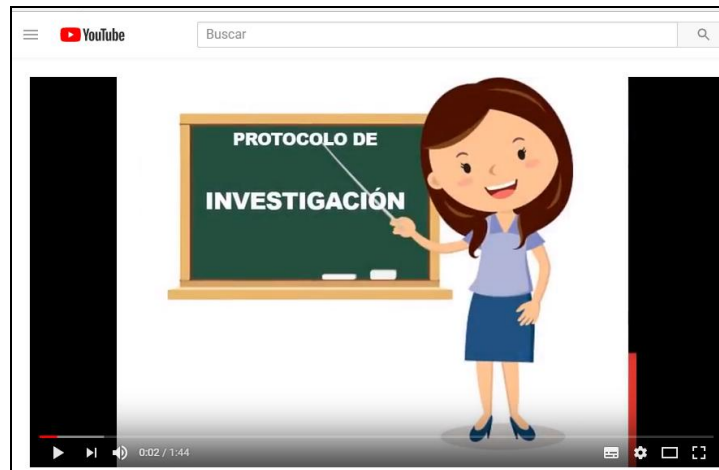 YouTube
Buscar
PROTOCOLO DE
INVESTIGACIÓN
0:02 / 1:44